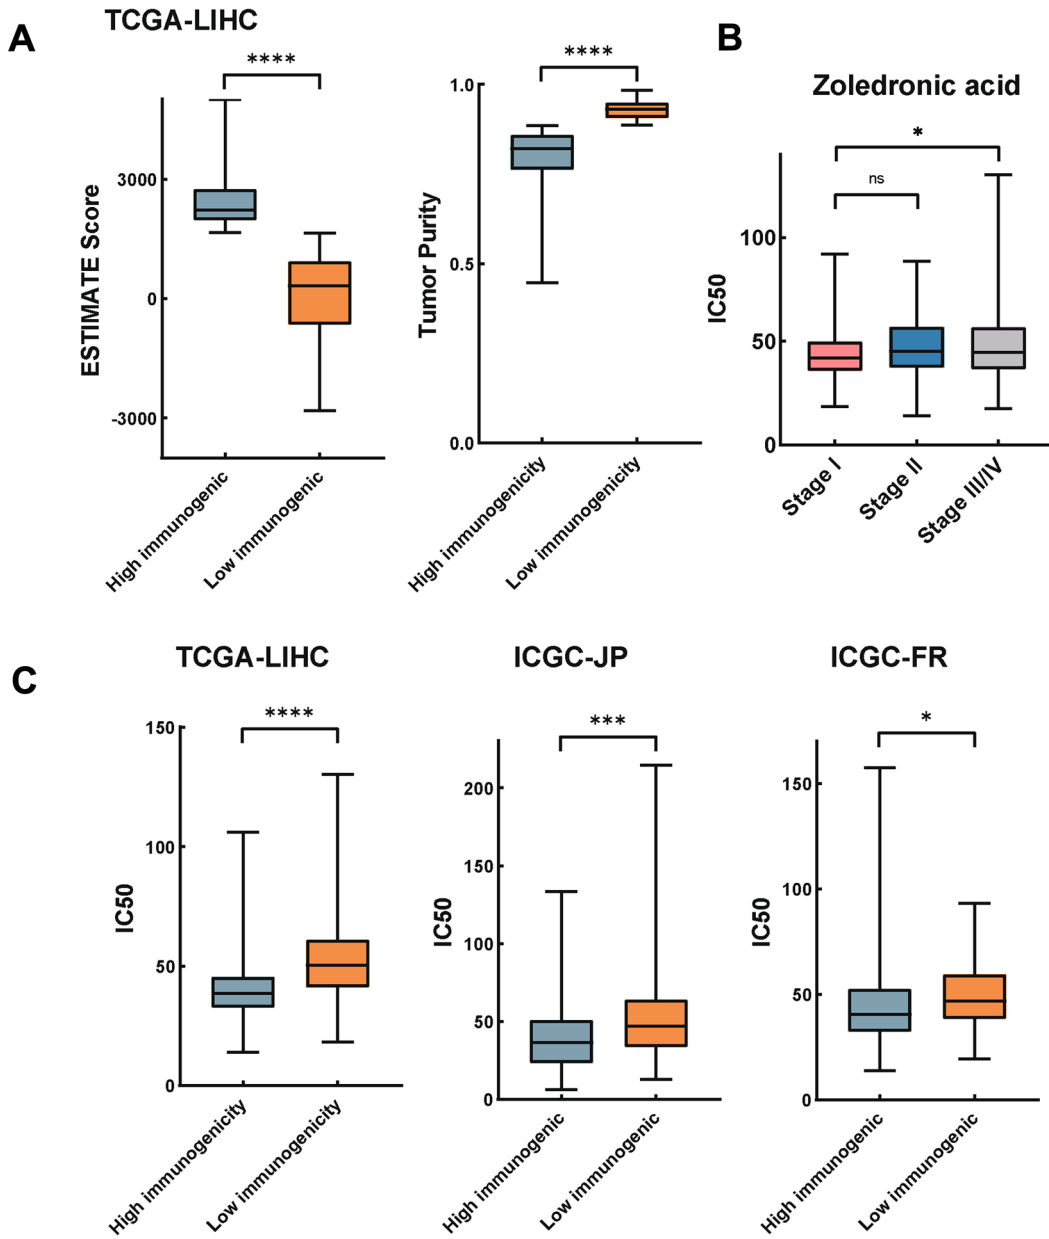 A
TCGA-LIHC
****
ESTIMATE Score
3000
0
-3000
High immunogenic
Low immunogenic
****
Tumor Purity
1.0
0.5
0.0
High immunogenicity
Low immunogenicity
B
Zoledronic acid
*
ns
IC50
100
50
0
Stage I
Stage II
Stage III/IV
C
TCGA-LIHC
****
IC50
150
100
50
0
High immunogenicity
Low immunogenicity
ICGC-JP
***
IC50
200
150
100
50
0
High immunogenic
Low immunogenic
ICGC-FR
*
IC50
150
100
50
0
High immunogenic
Low immunogenic